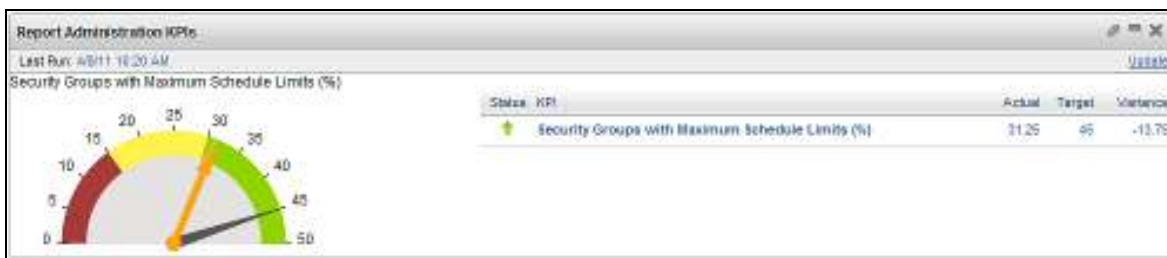 Report Administration KPIs
Last Run: 4/8/11 10:20 AM
Update
Security Groups with Maximum Schedule Limits (%)
0
5
10
15
20
25
30
35
40
45
50
Status KPI Actual Target Variance
Security Groups with Maximum Schedule Limits (%) 31.25 45 -13.75